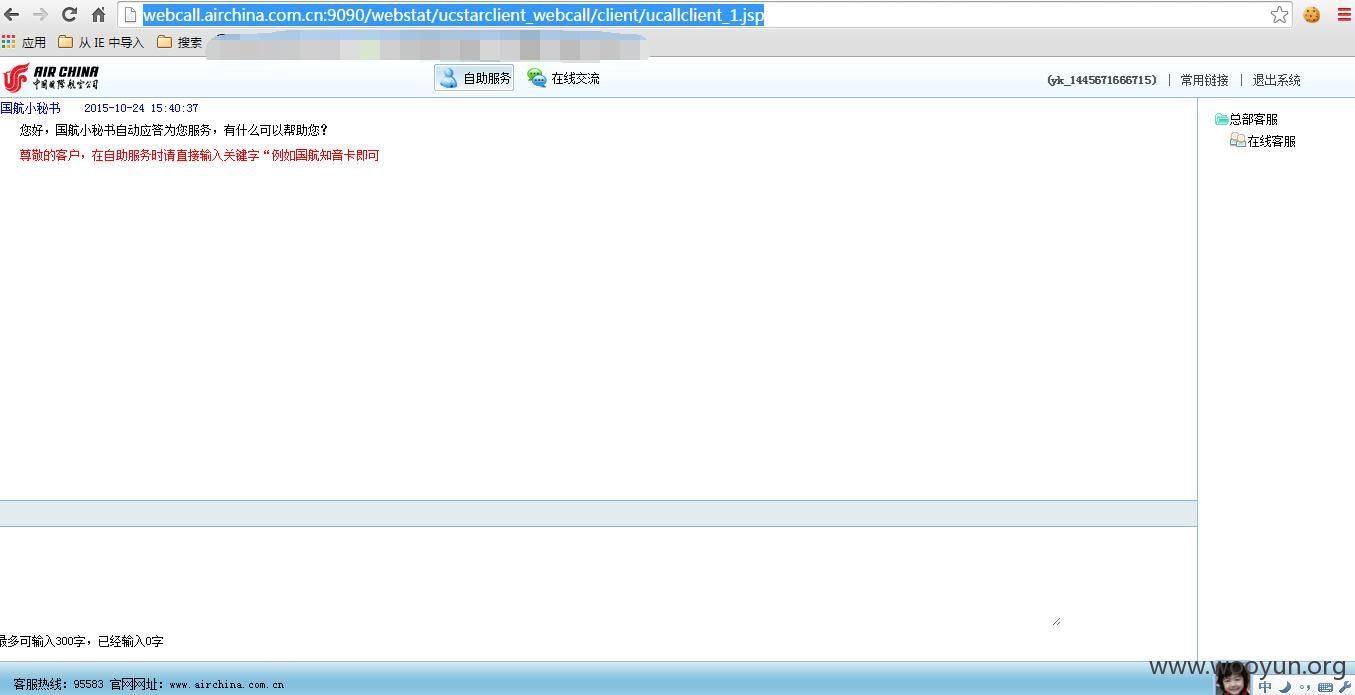 webcall.airchina.com.cn:9090/webstat/ucstarclient_webcall/client/ucallclient_1.jsp
应用 从 IE 中导入 搜索
AIR CHINA
中国国际航空公司
自助服务 在线交流
(yk_1445671666715) | 常用链接 | 退出系统
国航小秘书 2015-10-24 15:40:37
您好，国航小秘书自动应答为您服务，有什么可以帮助您？
尊敬的客户，在自助服务时请直接输入关键字“例如国航知音卡即可
总部客服
在线客服
最多可输入300字，已经输入0字
www.wooyun.org
客服热线：95583 官网网址：www.airchina.com.cn
中